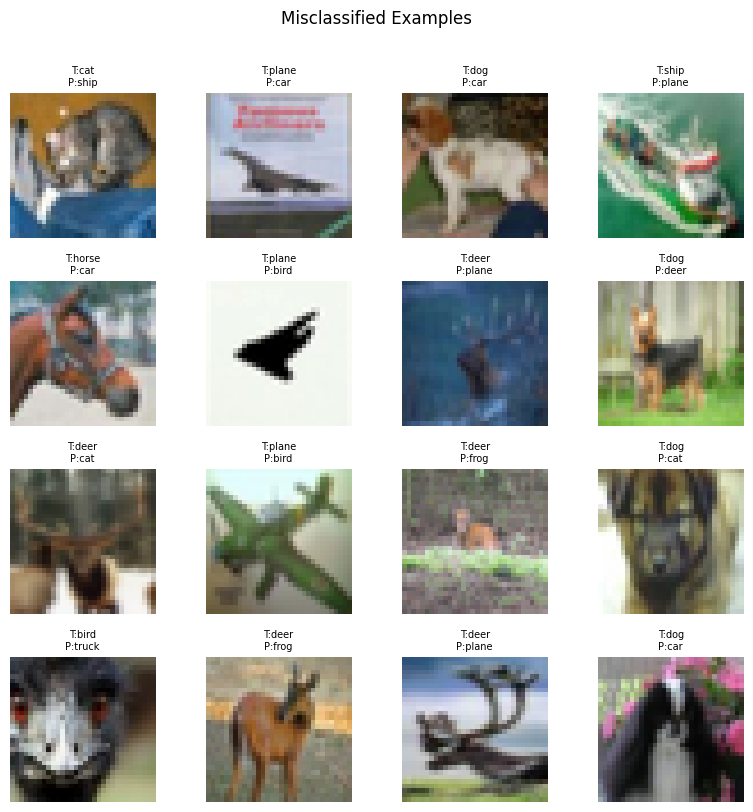 Misclassified Examples
T:cat
P:ship
T:plane
P:car
T:dog
P:car
T:ship
P:plane
T:horse
P:car
T:plane
P:bird
T:deer
P:plane
T:dog
P:deer
T:deer
P:cat
T:plane
P:bird
T:deer
P:frog
T:dog
P:cat
T:bird
P:truck
T:deer
P:frog
T:deer
P:plane
T:dog
P:car